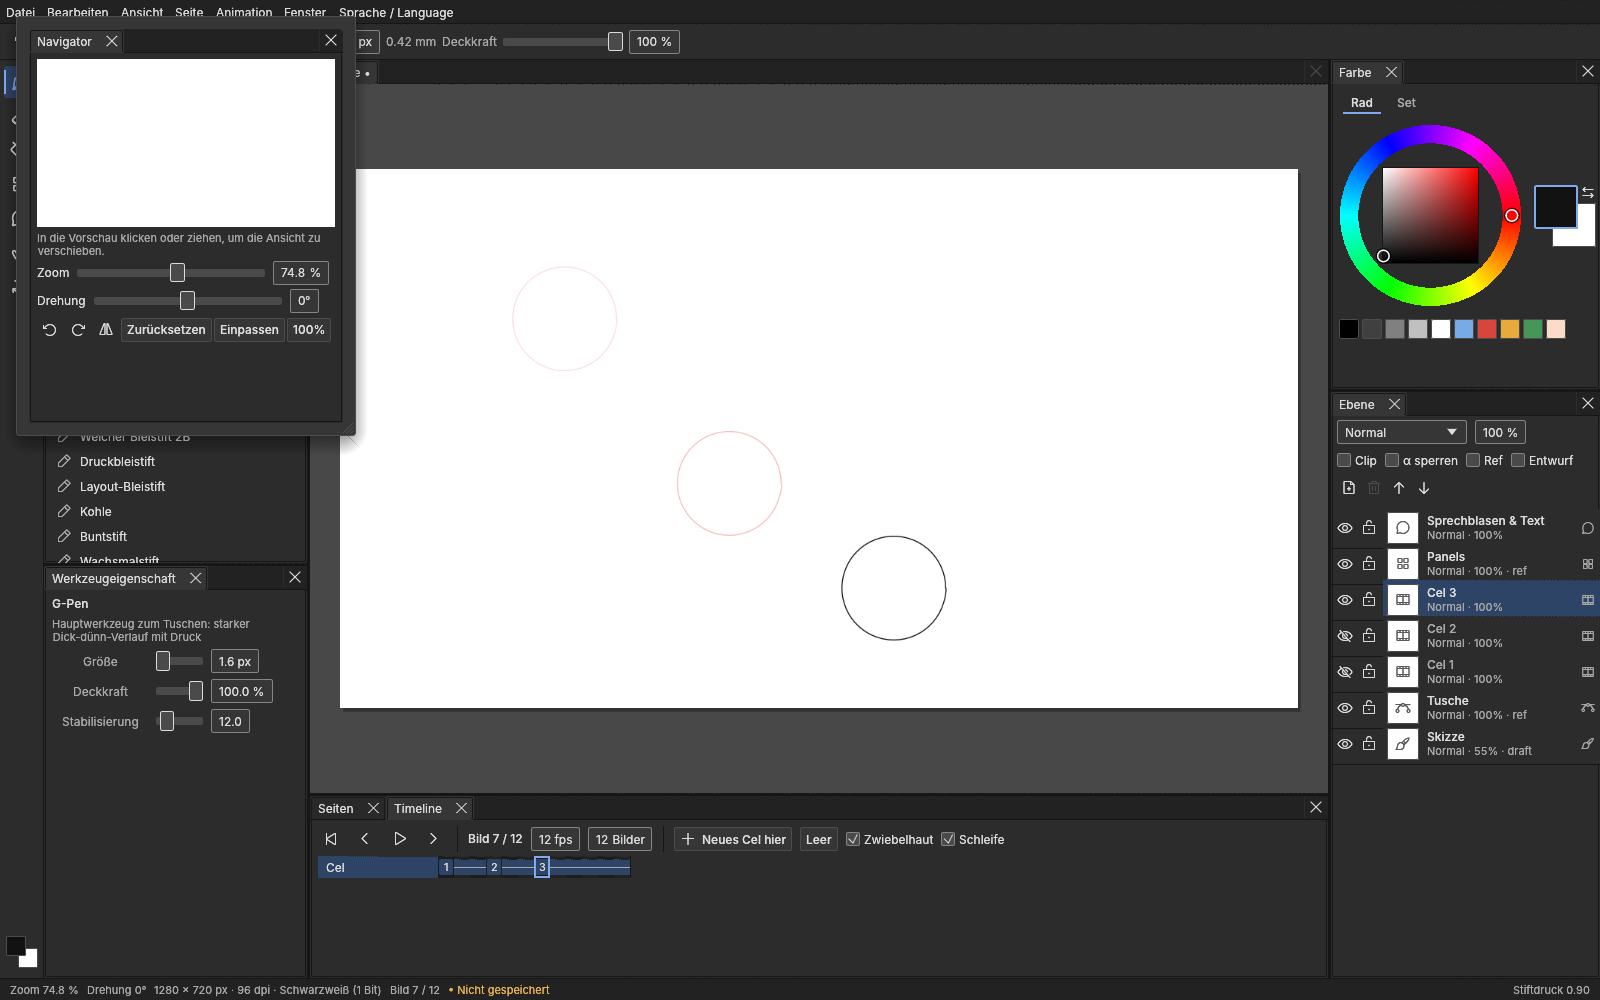 Datei Bearbeiten Ansicht Seite Animation Fenster Sprache / Language
px 0.42 mm Deckkraft 100 %
Navigator
In die Vorschau klicken oder ziehen, um die Ansicht zu
verschieben.
Zoom 74.8 %
Drehung 0°
Zurücksetzen Einpassen 100%
Weicher Bleistift 2B
Druckbleistift
Layout-Bleistift
Kohle
Buntstift
Wachsmalstift
Werkzeugeigenschaft
G-Pen
Hauptwerkzeug zum Tuschen: starker
Dick-dünn-Verlauf mit Druck
Größe 1.6 px
Deckkraft 100.0 %
Stabilisierung 12.0
Seiten Timeline
Bild 7 / 12 12 fps 12 Bilder Neues Cel hier Leer Zwiebelhaut Schleife
Cel 1 2 3
Farbe
Rad Set
Ebene
Normal 100 %
Clip α sperren Ref Entwurf
Sprechblasen & Text
Normal · 100%
Panels
Normal · 100% · ref
Cel 3
Normal · 100%
Cel 2
Normal · 100%
Cel 1
Normal · 100%
Tusche
Normal · 100% · ref
Skizze
Normal · 55% · draft
Zoom 74.8 % Drehung 0° 1280 × 720 px · 96 dpi · Schwarzweiß (1 Bit) Bild 7 / 12 • Nicht gespeichert Stiftdruck 0.90